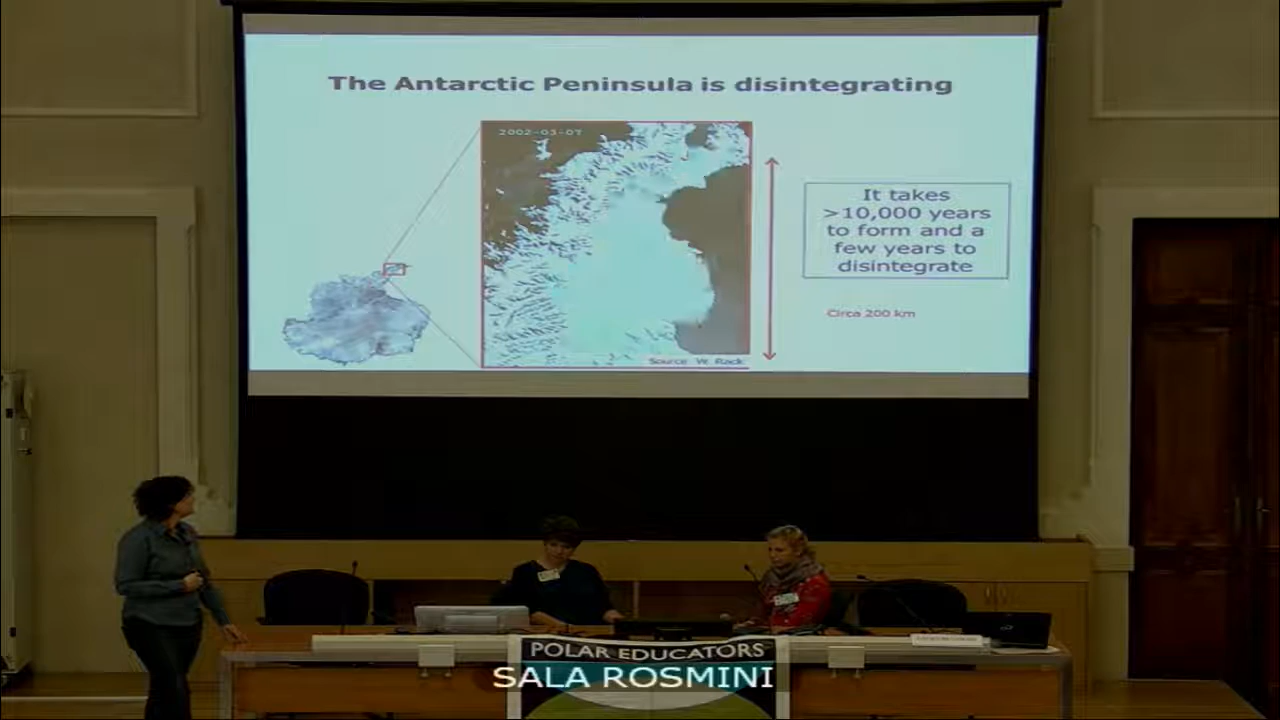 The Antarctic Peninsula is disintegrating
2002-03-07
It takes
>10,000 years
to form and a
few years to
disintegrate
Circa 200 km
Source: W. Rack
POLAR EDUCATORS
SALA ROSMINI